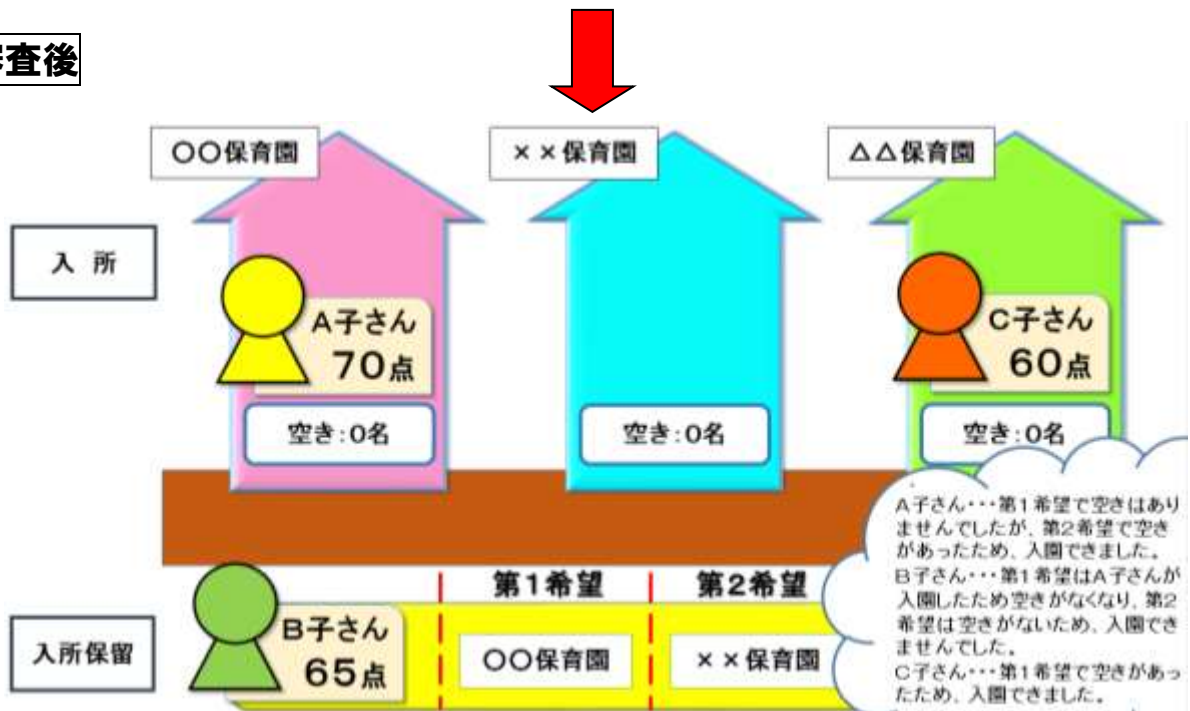 査後
〇〇保育園
××保育園
△△保育園
入 所
A子さん
70点
C子さん
60点
空き:0名
空き:0名
空き:0名
A子さん・・・第1希望で空きはあり
ませんでしたが、第2希望で空き
があったため、入園できました。
B子さん・・・第1希望はA子さんが
入園したため空きがなくなり、第2
希望は空きがないため、入園でき
ませんでした。
C子さん・・・第1希望で空きがあっ
たため、入園できました。
第1希望
第2希望
入所保留
B子さん
65点
〇〇保育園
××保育園